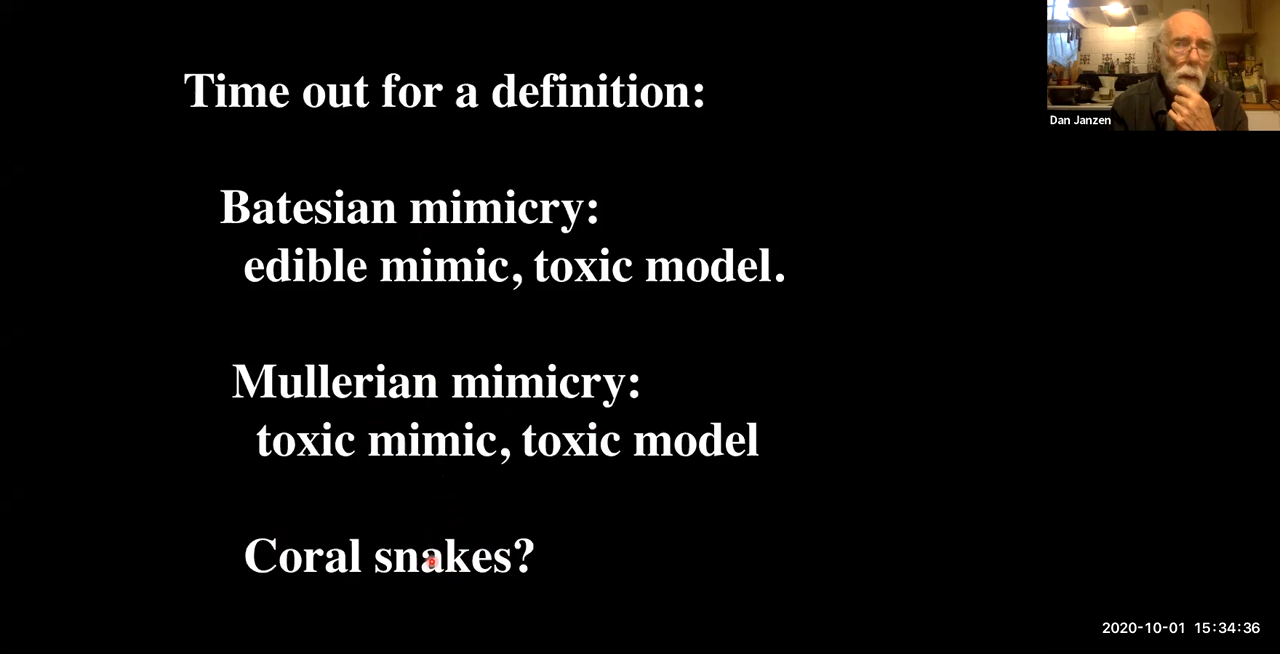 Time out for a definition:
Dan Janzen
Batesian mimicry:
edible mimic, toxic model.
Mullerian mimicry:
toxic mimic, toxic model
Coral snakes?
2020-10-01 15:34:36